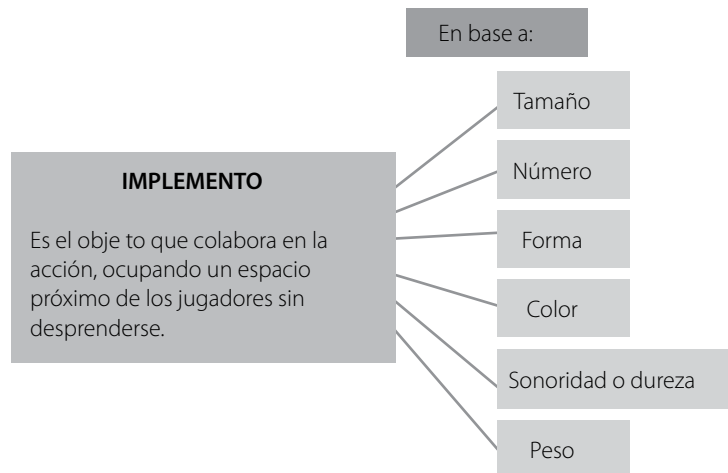 En base a:
Tamaño
Número
Forma
Color
Sonoridad o dureza
Peso
IMPLEMENTO
Es el obje to que colabora en la
acción, ocupando un espacio
próximo de los jugadores sin
desprenderse.